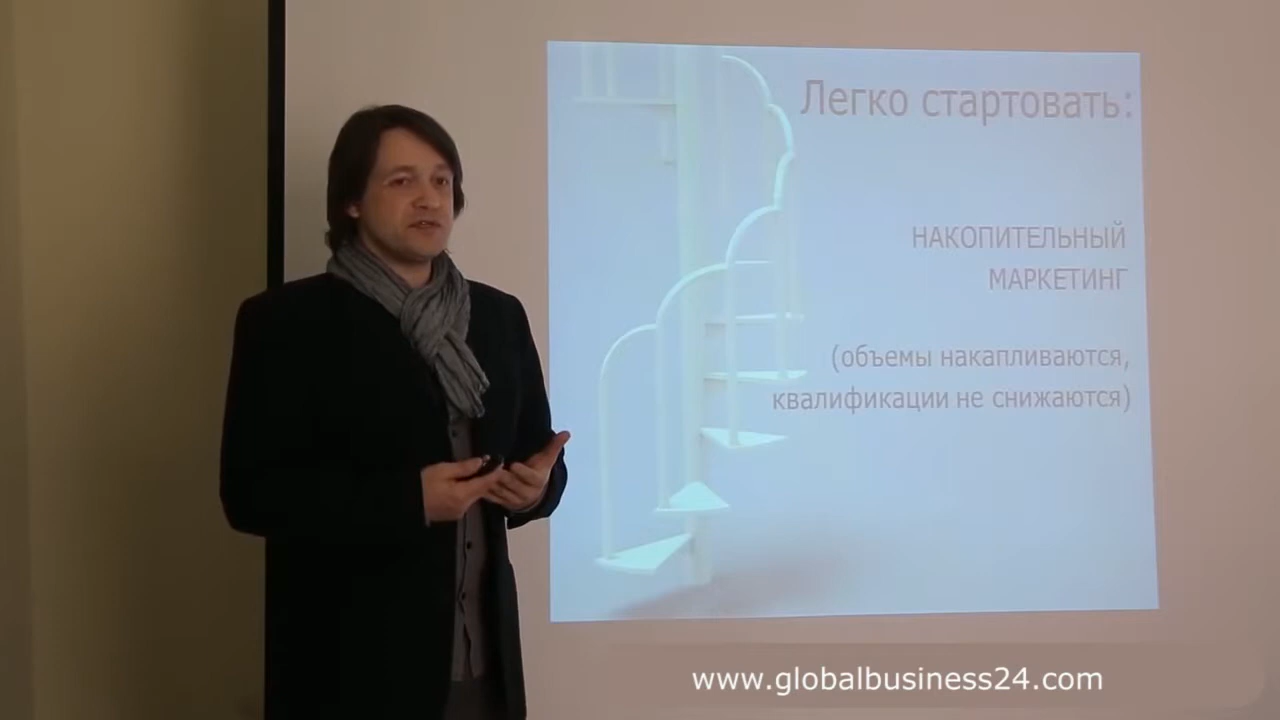 Легко стартовать:
НАКОПИТЕЛЬНЫЙ
МАРКЕТИНГ
(объемы накапливаются,
квалификации не снижаются)
www.globalbusiness24.com